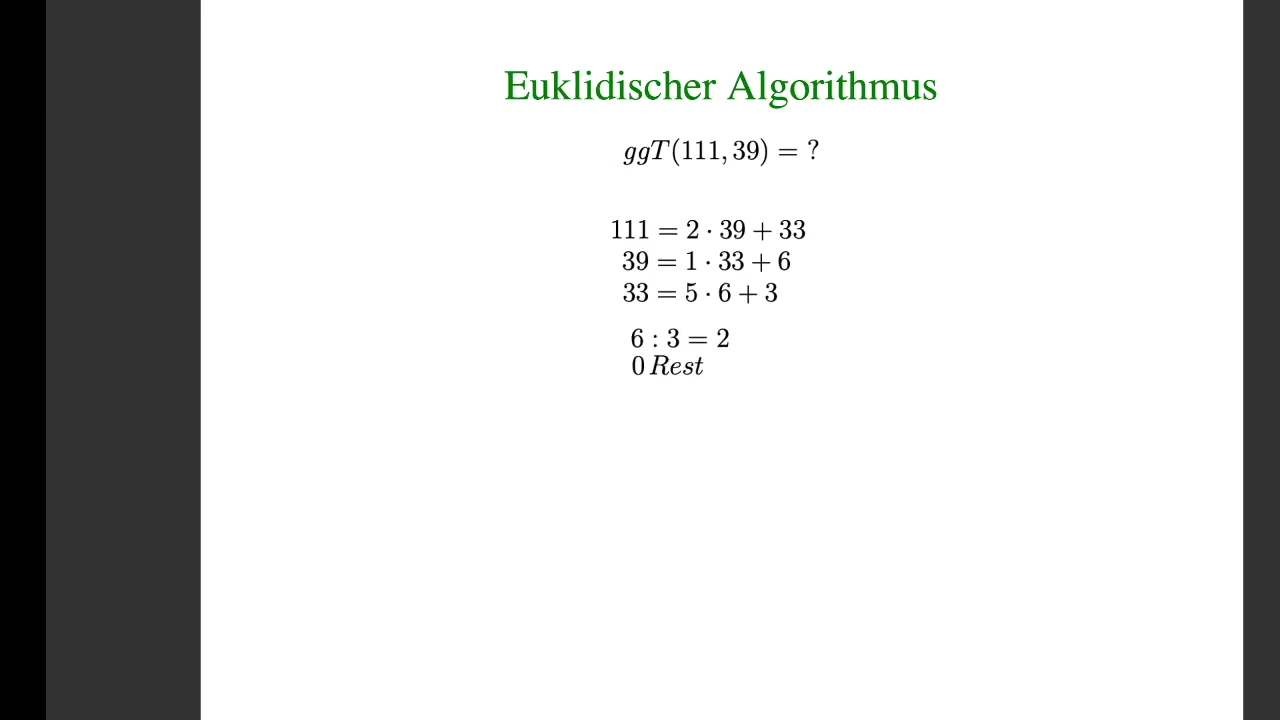 Euklidischer Algorithmus
ggT(111, 39) = ?
111 = 2 · 39 + 33
39 = 1 · 33 + 6
33 = 5 · 6 + 3
6 : 3 = 2
0 Rest